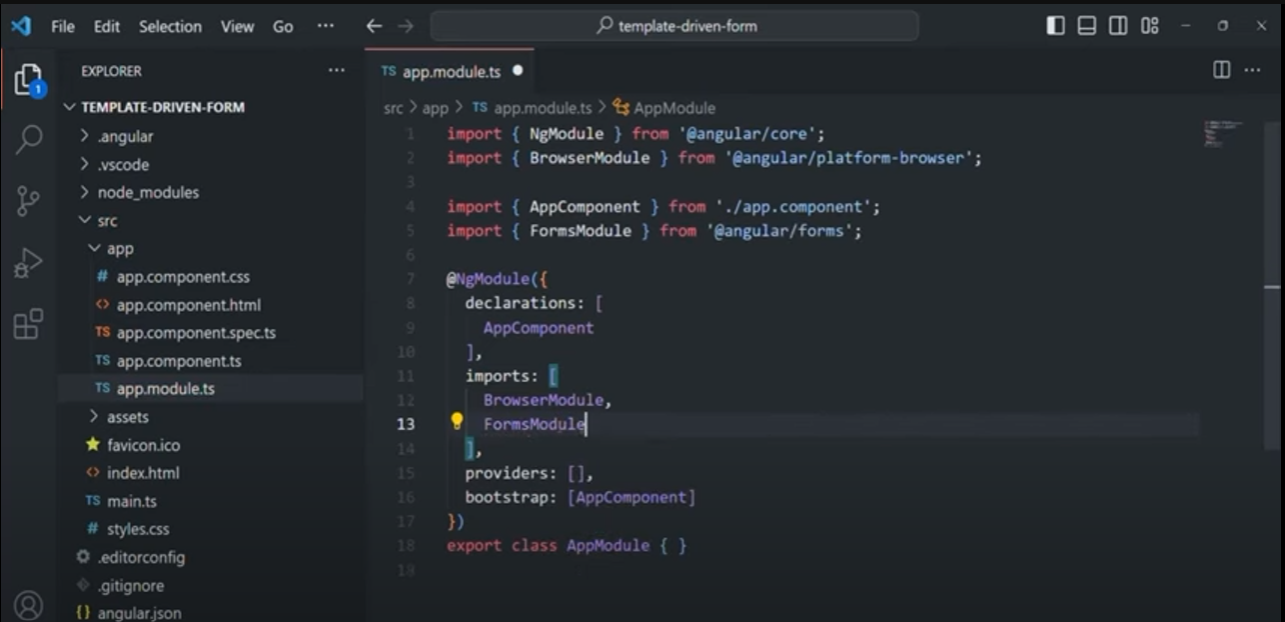 File Edit Selection View Go ··· template-driven-form
EXPLORER ···
TS app.module.ts
1
TEMPLATE-DRIVEN-FORM
.angular
.vscode
node_modules
src
app
# app.component.css
<> app.component.html
TS app.component.spec.ts
TS app.component.ts
TS app.module.ts
assets
favicon.ico
<> index.html
TS main.ts
# styles.css
.editorconfig
.gitignore
{} angular.json
src > app > TS app.module.ts > AppModule
1 import { NgModule } from '@angular/core';
2 import { BrowserModule } from '@angular/platform-browser';
3
4 import { AppComponent } from './app.component';
5 import { FormsModule } from '@angular/forms';
6
7 @NgModule({
8 declarations: [
9 AppComponent
10 ],
11 imports: [
12 BrowserModule,
13 FormsModule
14 ],
15 providers: [],
16 bootstrap: [AppComponent]
17 })
18 export class AppModule { }
19